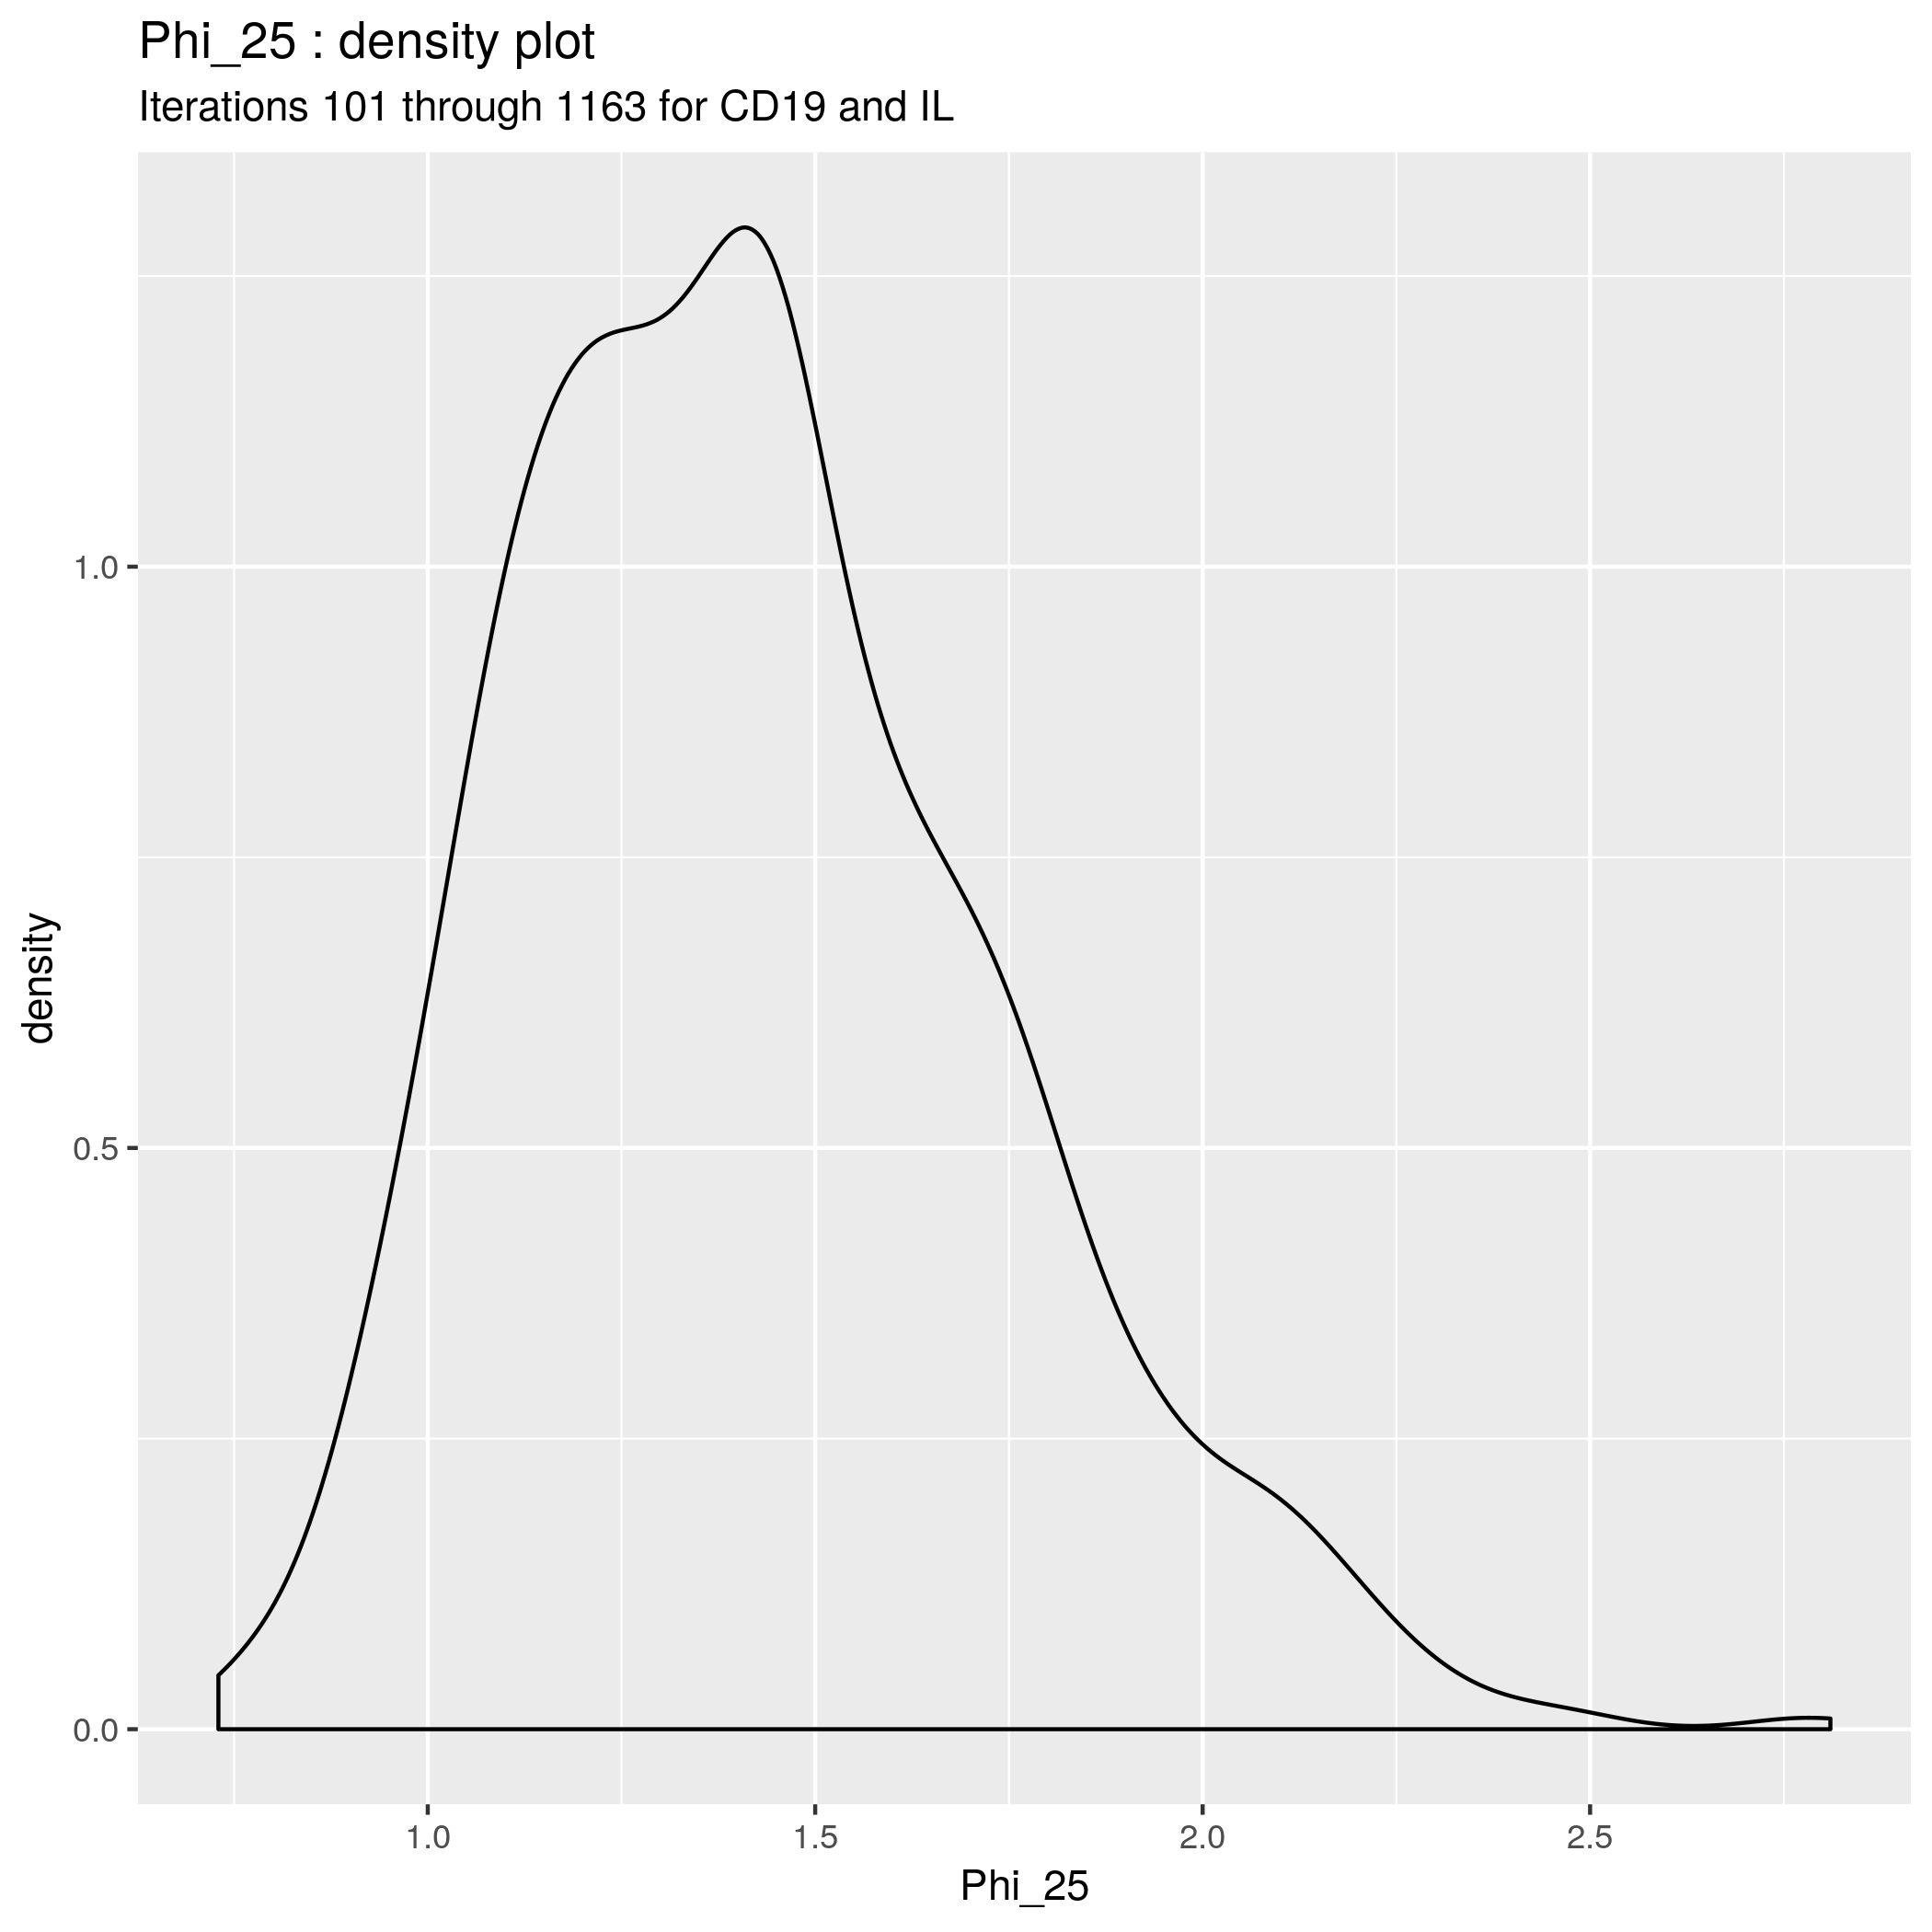 Phi_25 : density plot
Iterations 101 through 1163 for CD19 and IL
density
1.0
0.5
0.0
1.0 1.5 2.0 2.5
Phi_25